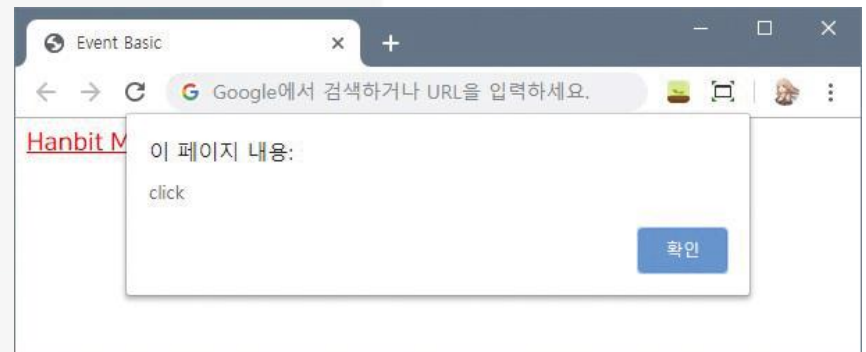 Event Basic
Google에서 검색하거나 URL을 입력하세요.
Hanbit M
이 페이지 내용:
click
확인